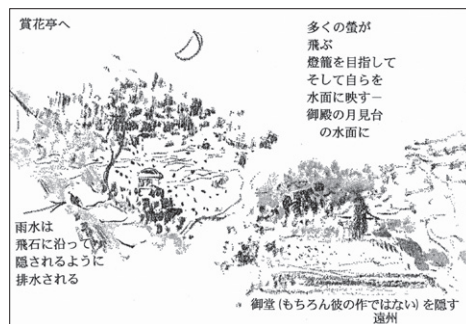 賞花亭へ
多くの螢が
飛ぶ
燈籠を目指して
そして自らを
水面に映す－
御殿の月見台
の水面に
雨水は
飛石に沿って
隠されるように
排水される
御堂（もちろん彼の作ではない）を隠す
遠州